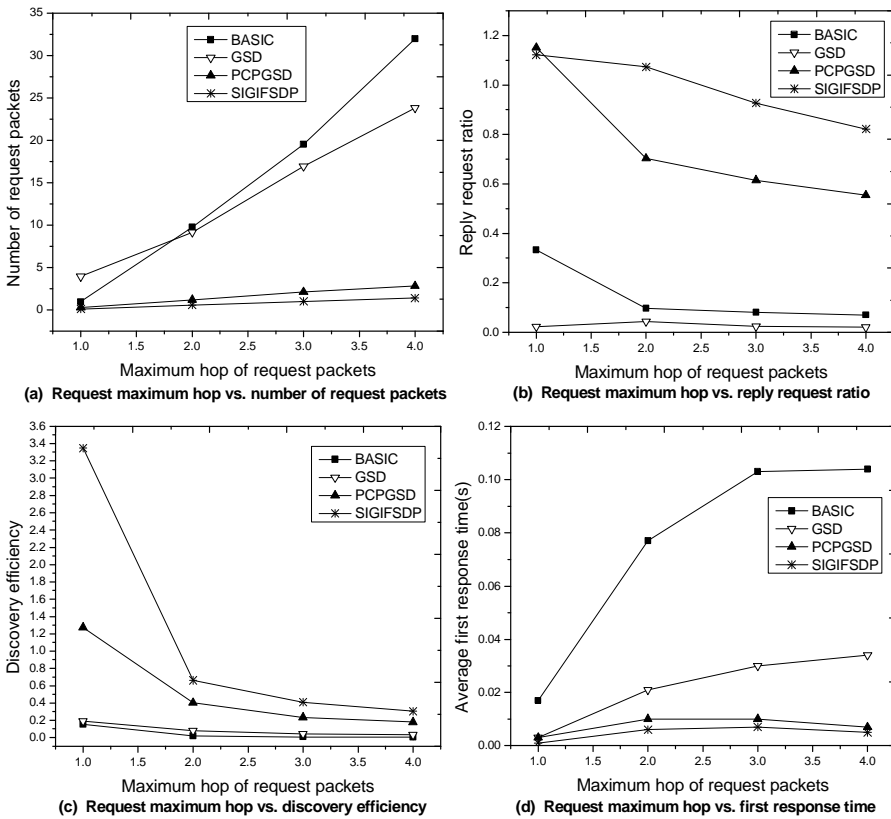 BASIC
GSD
PCPGSD
SIGIFSDP
Number of request packets
35
30
25
20
15
10
5
0
1.0 1.5 2.0 2.5 3.0 3.5 4.0
Maximum hop of request packets
(a) Request maximum hop vs. number of request packets
BASIC
GSD
PCPGSD
SIGIFSDP
Reply request ratio
1.2
1.0
0.8
0.6
0.4
0.2
0.0
1.0 1.5 2.0 2.5 3.0 3.5 4.0
Maximum hop of request packets
(b) Request maximum hop vs. reply request ratio
BASIC
GSD
PCPGSD
SIGIFSDP
Discovery efficiency
3.6
3.4
3.2
3.0
2.8
2.6
2.4
2.2
2.0
1.8
1.6
1.4
1.2
1.0
0.8
0.6
0.4
0.2
0.0
1.0 1.5 2.0 2.5 3.0 3.5 4.0
Maximum hop of request packets
(c) Request maximum hop vs. discovery efficiency
BASIC
GSD
PCPGSD
SIGIFSDP
Average first response time(s)
0.12
0.10
0.08
0.06
0.04
0.02
0.00
1.0 1.5 2.0 2.5 3.0 3.5 4.0
Maximum hop of request packets
(d) Request maximum hop vs. first response time